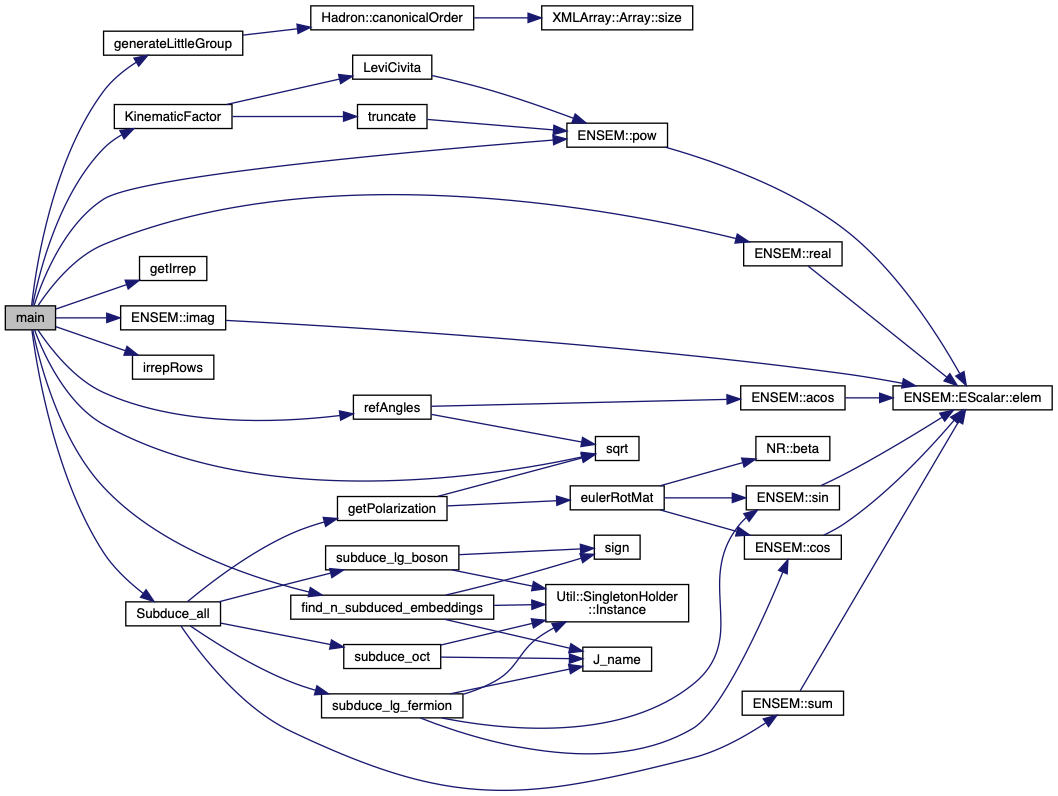 main
generateLittleGroup
Hadron::canonicalOrder
XMLArray::Array::size
KinematicFactor
LeviCivita
truncate
ENSEM::pow
ENSEM::real
getIrrep
ENSEM::imag
irrepRows
refAngles
ENSEM::acos
ENSEM::EScalar::elem
sqrt
NR::beta
getPolarization
eulerRotMat
ENSEM::sin
ENSEM::cos
subduce_lg_boson
sign
Subduce_all
find_n_subduced_embeddings
Util::SingletonHolder
::Instance
subduce_oct
J_name
subduce_lg_fermion
ENSEM::sum